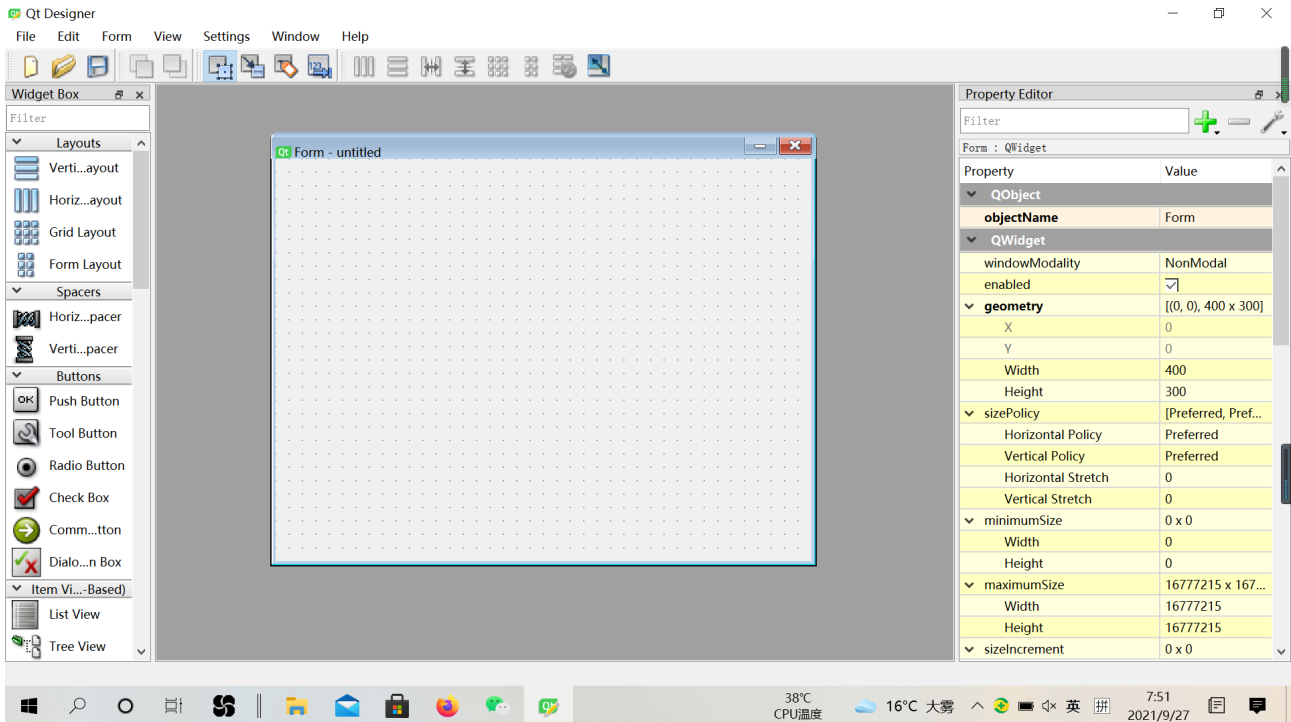 Qt Designer
File Edit Form View Settings Window Help
Widget Box
Filter
Layouts
Verti...ayout
Horiz...ayout
Grid Layout
Form Layout
Spacers
Horiz...pacer
Verti...pacer
Buttons
OK Push Button
Tool Button
Radio Button
Check Box
Comm...tton
Dialo...n Box
Item Vi...-Based)
List View
Tree View
Qt Form - untitled
Property Editor
Filter
Form : QWidget
Property Value
QObject
objectName Form
QWidget
windowModality NonModal
enabled
geometry [(0, 0), 400 x 300]
X 0
Y 0
Width 400
Height 300
sizePolicy [Preferred, Pref...
Horizontal Policy Preferred
Vertical Policy Preferred
Horizontal Stretch 0
Vertical Stretch 0
minimumSize 0 x 0
Width 0
Height 0
maximumSize 16777215 x 167...
Width 16777215
Height 16777215
sizeIncrement 0 x 0
38°C
CPU温度
16°C 大雾
英
拼
7:51
2021/9/27